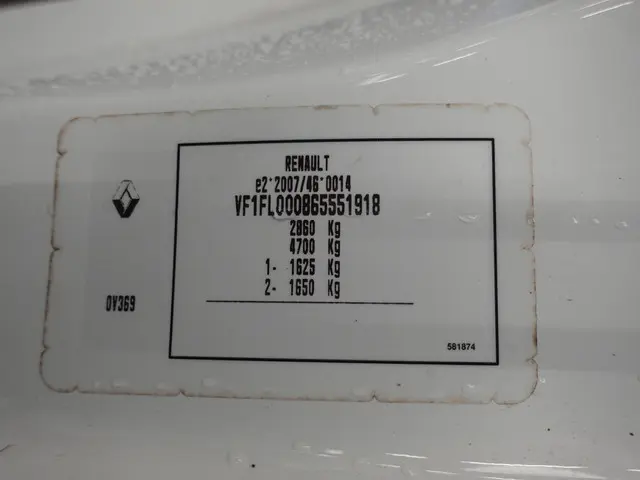 RENAULT
e2*2007/46*0014
VF1FL000865551918
2860 Kg
4700 Kg
1- 1625 Kg
2- 1650 Kg
0V369
581874